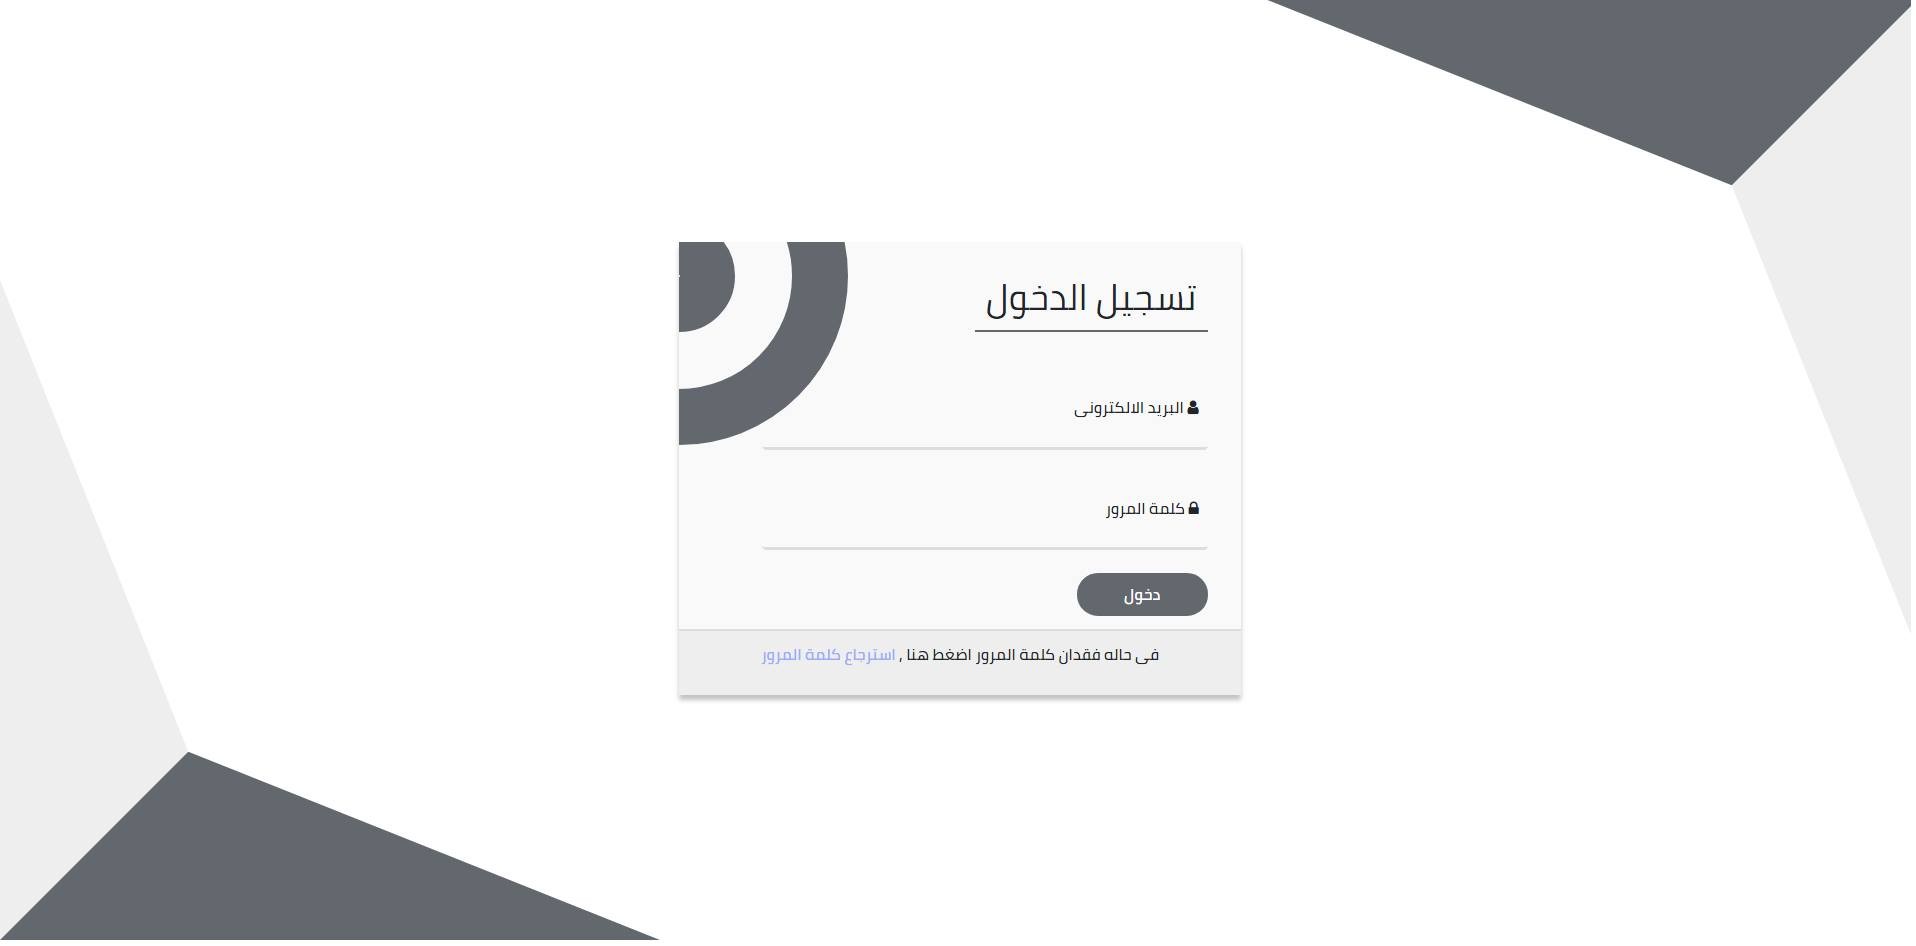 تسجيل الدخول
البريد الالكترونى
كلمة المرور
دخول
فى حاله فقدان كلمة المرور اضغط هنا , استرجاع كلمة المرور